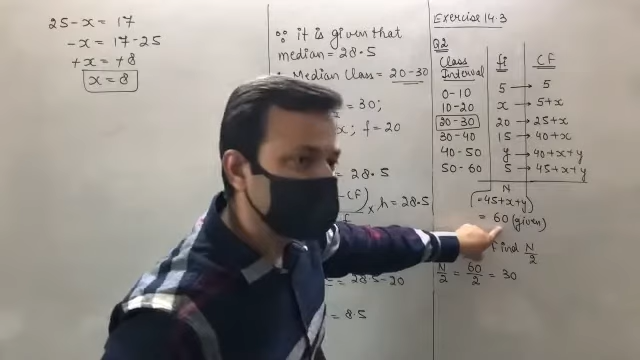 25 - x = 17
- x = 17 - 25
+ x = + 8
x = 8
∵ it is given that
median = 28.5
Median Class = 20-30
= 30;
x; f = 20
28.5
- CF) × h = 28.5
f
= 28.5 - 20
= 8.5
Exercise 14.3
Q2
Class Interval fi CF
0-10 5 → 5
10-20 x → 5+x
20-30 20 → 25+x
30-40 15 → 40+x
40-50 y → 40+x+y
50-60 5 → 45+x+y
N
(=45+x+y)
= 60 (given)
find N/2
N/2 = 60/2 = 30